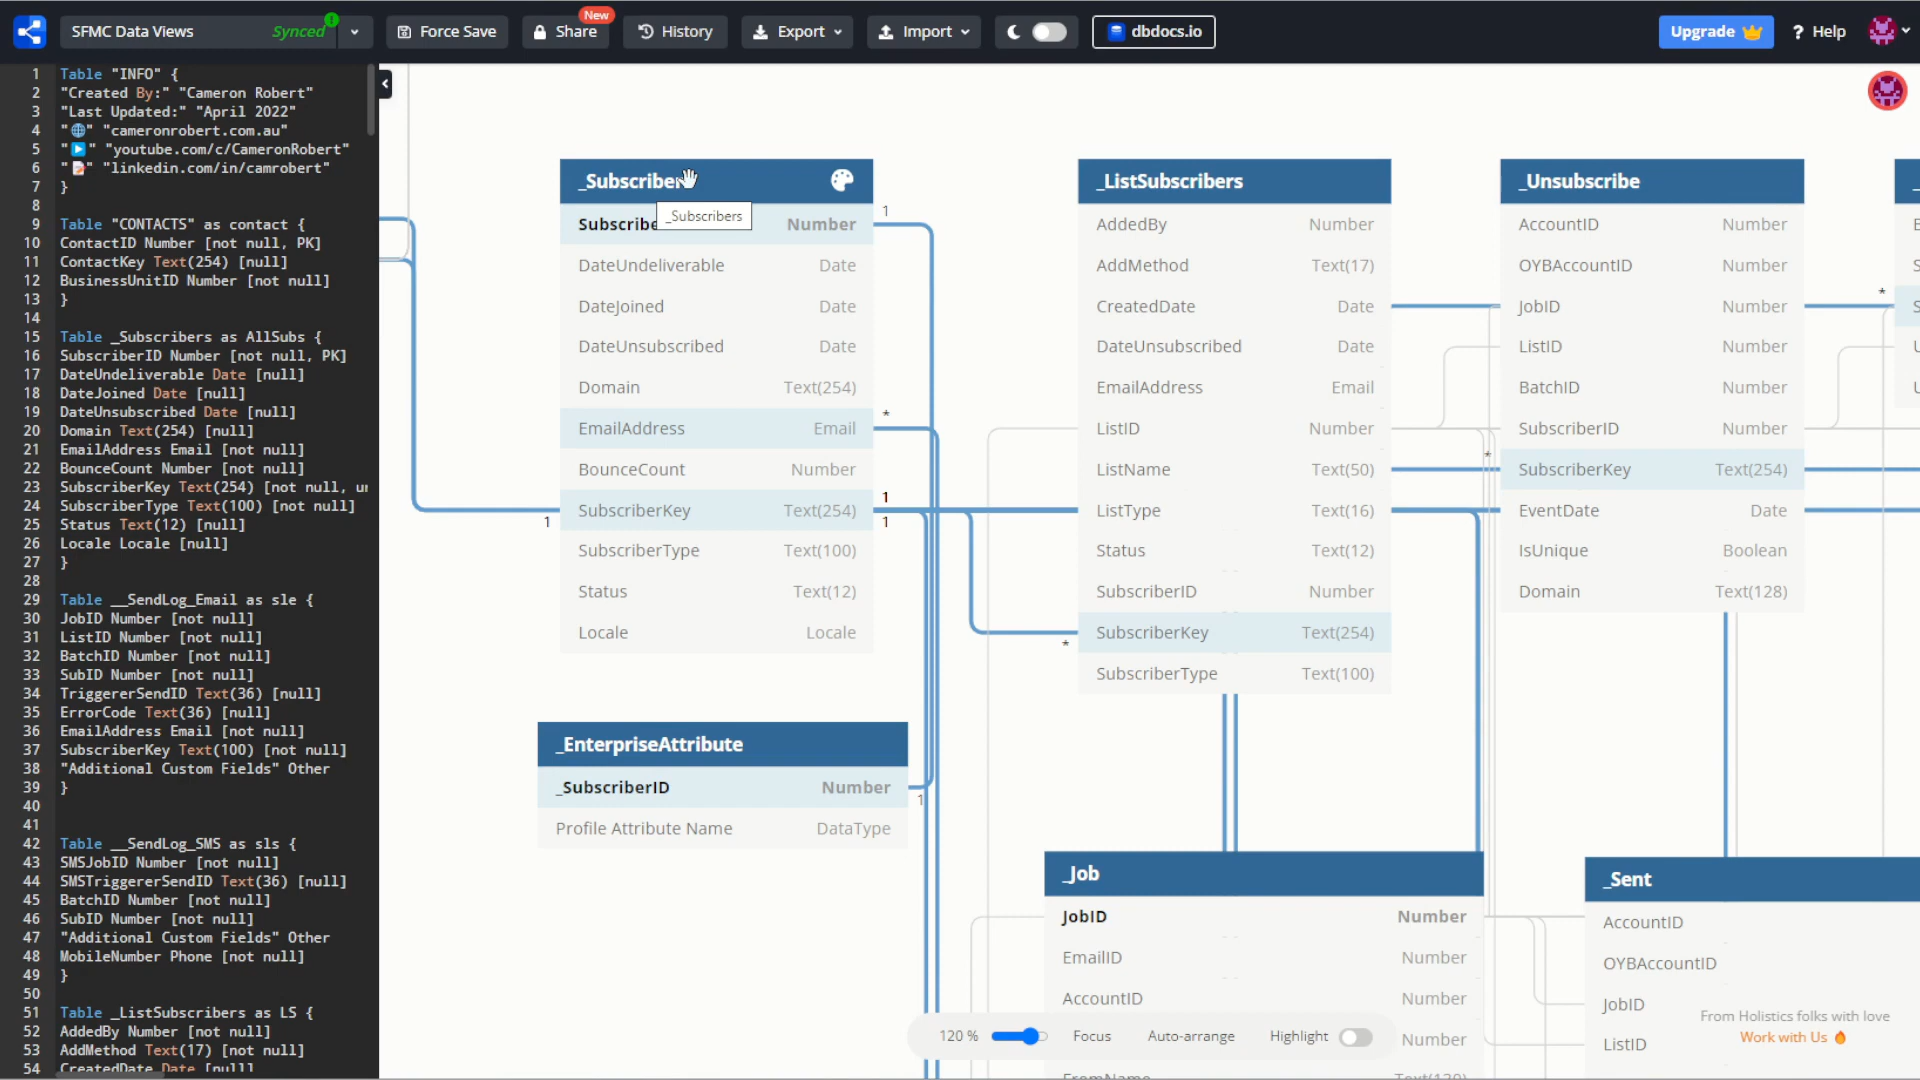 SFMC Data Views
Synced
!
Force Save
Share
New
History
Export
Import
dbdocs.io
Upgrade
? Help
1 Table "INFO" {
2 "Created By:" "Cameron Robert"
3 "Last Updated:" "April 2022"
4 "🌐" "cameronrobert.com.au"
5 "▶️" "youtube.com/c/CameronRobert"
6 "📝" "linkedin.com/in/camrobert"
7 }
8
9 Table "CONTACTS" as contact {
10 ContactID Number [not null, PK]
11 ContactKey Text(254) [null]
12 BusinessUnitID Number [not null]
13 }
14
15 Table _Subscribers as AllSubs {
16 SubscriberID Number [not null, PK]
17 DateUndeliverable Date [null]
18 DateJoined Date [null]
19 DateUnsubscribed Date [null]
20 Domain Text(254) [null]
21 EmailAddress Email [not null]
22 BounceCount Number [not null]
23 SubscriberKey Text(254) [not null, u
24 SubscriberType Text(100) [not null]
25 Status Text(12) [null]
26 Locale Locale [null]
27 }
28
29 Table __SendLog_Email as sle {
30 JobID Number [not null]
31 ListID Number [not null]
32 BatchID Number [not null]
33 SubID Number [not null]
34 TriggererSendID Text(36) [null]
35 ErrorCode Text(36) [null]
36 EmailAddress Email [not null]
37 SubscriberKey Text(100) [not null]
38 "Additional Custom Fields" Other
39 }
40
41
42 Table __SendLog_SMS as sls {
43 SMSJobID Number [not null]
44 SMSTriggererSendID Text(36) [null]
45 BatchID Number [not null]
46 SubID Number [not null]
47 "Additional Custom Fields" Other
48 MobileNumber Phone [not null]
49 }
50
51 Table _ListSubscribers as LS {
52 AddedBy Number [not null]
53 AddMethod Text(17) [null]
54 CreatedDate Date [null]
_Subscriber
_Subscribers
Subscribe Number
DateUndeliverable Date
DateJoined Date
DateUnsubscribed Date
Domain Text(254)
EmailAddress Email
BounceCount Number
SubscriberKey Text(254)
SubscriberType Text(100)
Status Text(12)
Locale Locale
1
*
1
1
1
_EnterpriseAttribute
_SubscriberID Number
Profile Attribute Name DataType
1
_ListSubscribers
AddedBy Number
AddMethod Text(17)
CreatedDate Date
DateUnsubscribed Date
EmailAddress Email
ListID Number
ListName Text(50)
ListType Text(16)
Status Text(12)
SubscriberID Number
SubscriberKey Text(254)
SubscriberType Text(100)
*
_Unsubscribe
AccountID Number
OYBAccountID Number
JobID Number
ListID Number
BatchID Number
SubscriberID Number
SubscriberKey Text(254)
EventDate Date
IsUnique Boolean
Domain Text(128)
*
*
_
E
S
S
U
U
_Job
JobID Number
EmailID Number
AccountID Number
Number
FromName Text(130)
_Sent
AccountID
OYBAccountID
JobID
ListID
120 %
Focus
Auto-arrange
Highlight
From Holistics folks with love
Work with Us 🔥